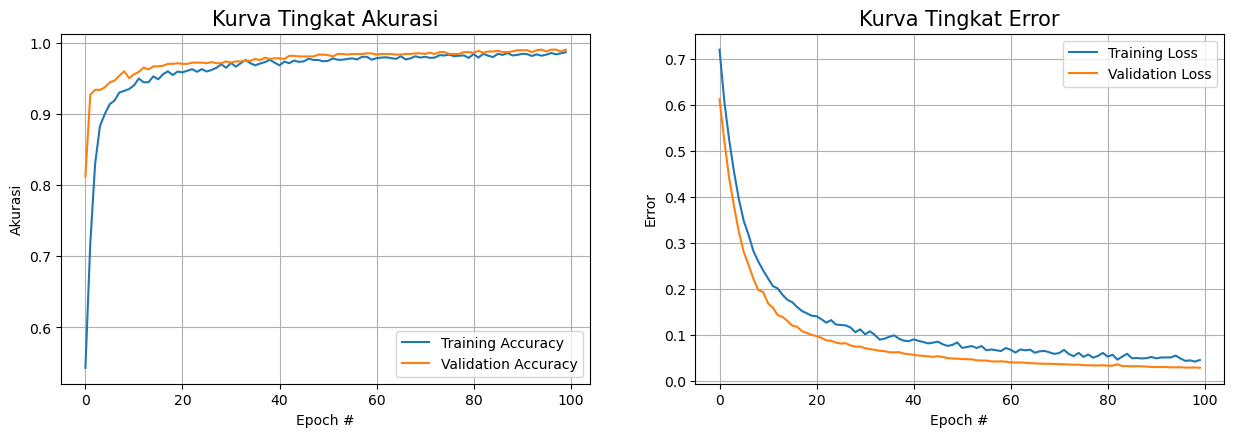 Kurva Tingkat Akurasi
Akurasi
1.0
0.9
0.8
0.7
0.6
0 20 40 60 80 100
Epoch #
Training Accuracy
Validation Accuracy
Kurva Tingkat Error
Error
0.7
0.6
0.5
0.4
0.3
0.2
0.1
0.0
0 20 40 60 80 100
Epoch #
Training Loss
Validation Loss